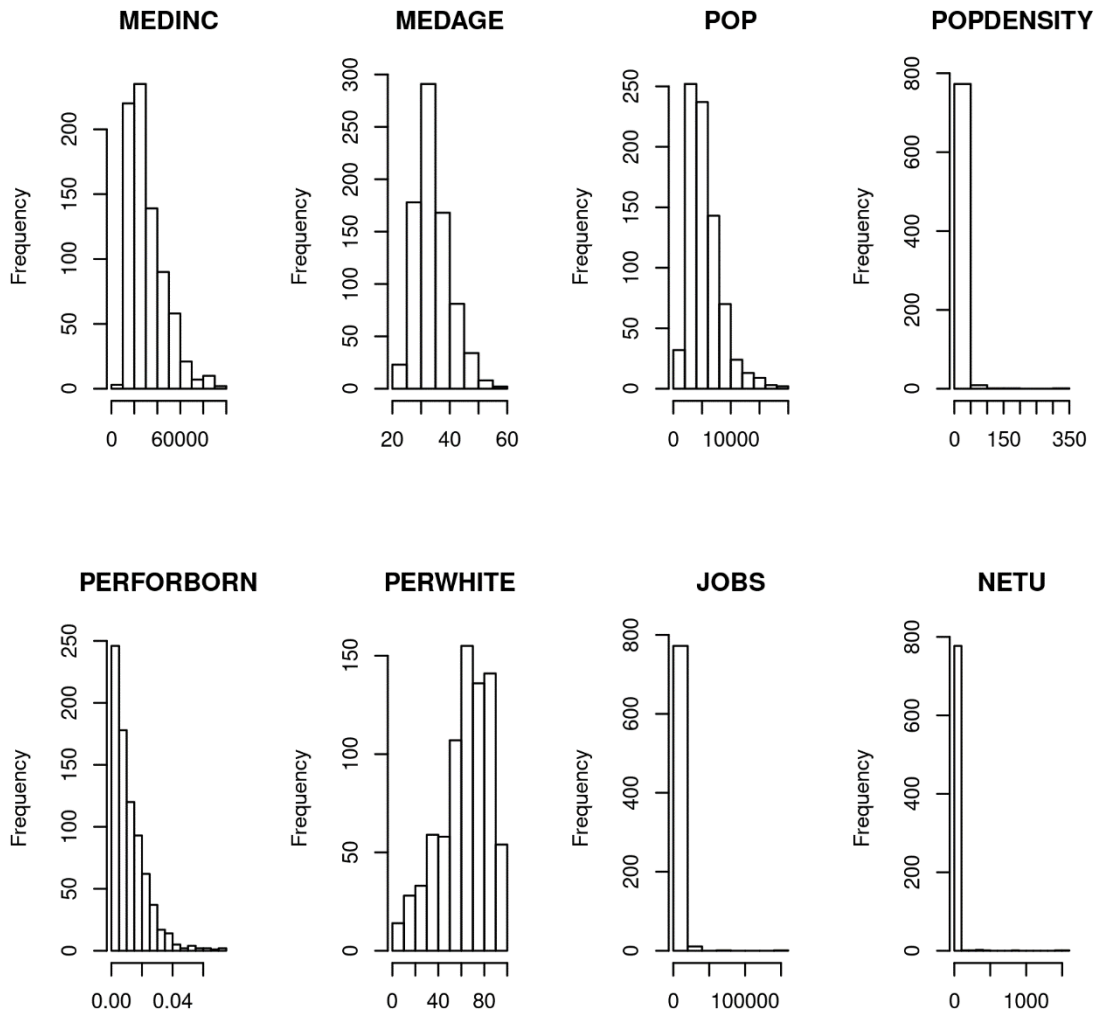 MEDINC
MEDAGE
POP
POPDENSITY
Frequency
0 50 100 150 200
0 60000
Frequency
0 50 100 150 200 250 300
20 40 60
Frequency
0 50 100 150 200 250
0 10000
Frequency
0 200 400 600 800
0 150 350
PERFORBORN
PERWHITE
JOBS
NETU
Frequency
0 50 100 150 200 250
0.00 0.04
Frequency
0 50 100 150
0 40 80
Frequency
0 200 400 600 800
0 100000
Frequency
0 200 400 600 800
0 1000